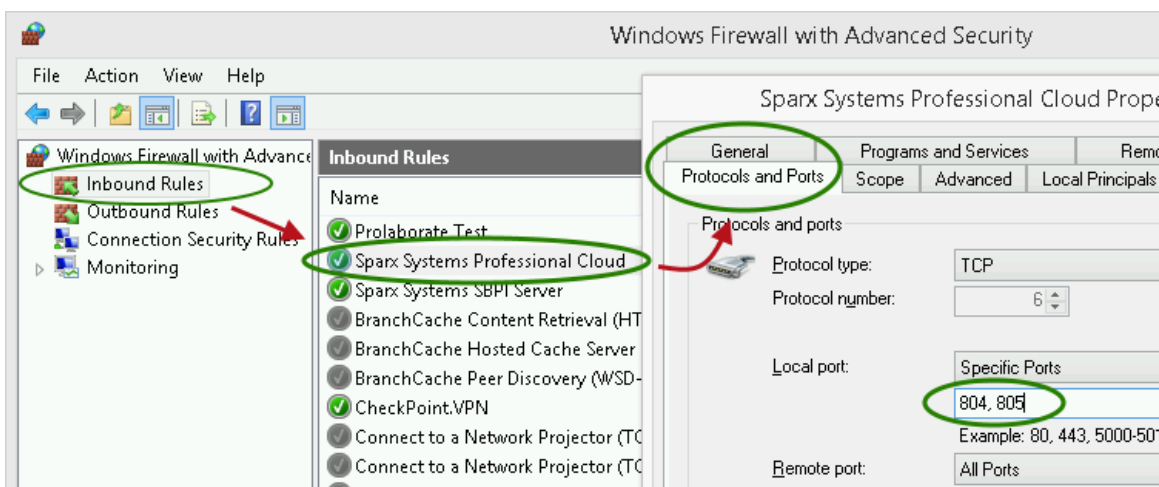 Windows Firewall with Advanced Security
File Action View Help
Sparx Systems Professional Cloud Prope
Windows Firewall with Advance
Inbound Rules
Outbound Rules
Connection Security Rules
Monitoring
Inbound Rules
Name
Prolaborate Test
Sparx Systems Professional Cloud
Sparx Systems SBPI Server
BranchCache Content Retrieval (HT
BranchCache Hosted Cache Server
BranchCache Peer Discovery (WSD-
CheckPoint.VPN
Connect to a Network Projector (TC
Connect to a Network Projector (TC
General Programs and Services Remo
Protocols and Ports Scope Advanced Local Principals
Protocols and ports
Protocol type: TCP
Protocol number: 6
Local port: Specific Ports
804, 805
Example: 80, 443, 5000-501
Remote port: All Ports